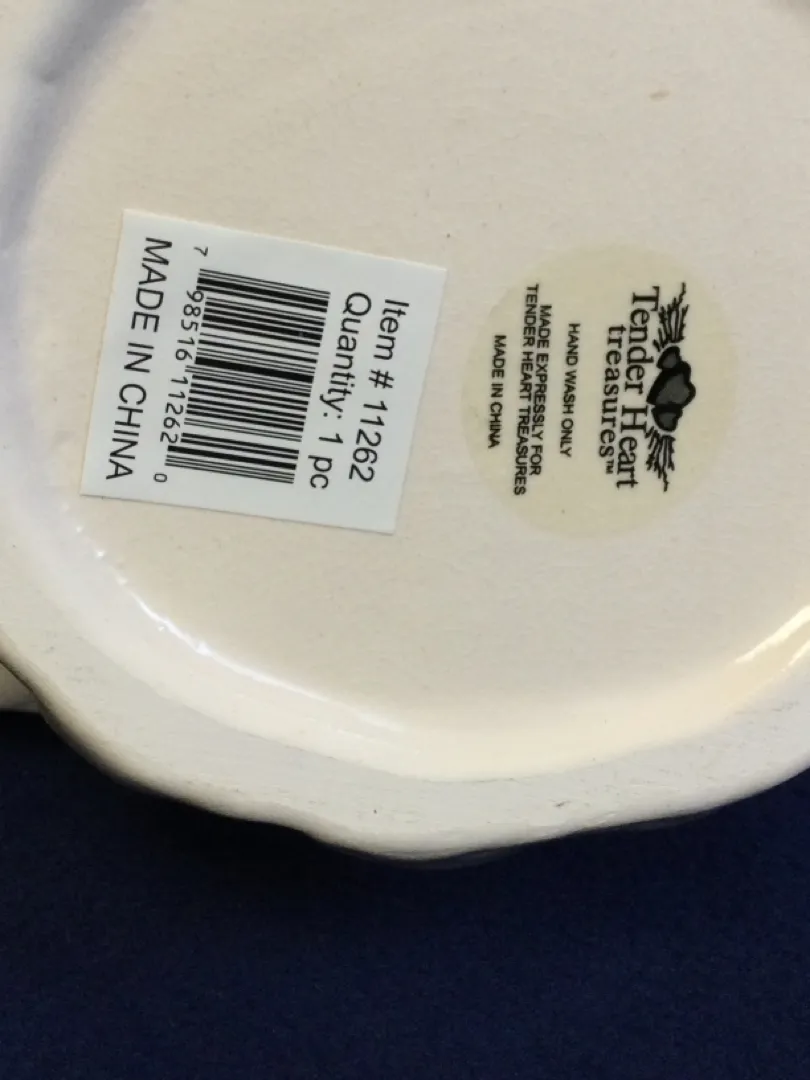 Item # 11262
Quantity: 1 pc
7 98516 11262 0
MADE IN CHINA
Tender Heart
treasures™
HAND WASH ONLY
MADE EXPRESSLY FOR
TENDER HEART TREASURES
MADE IN CHINA